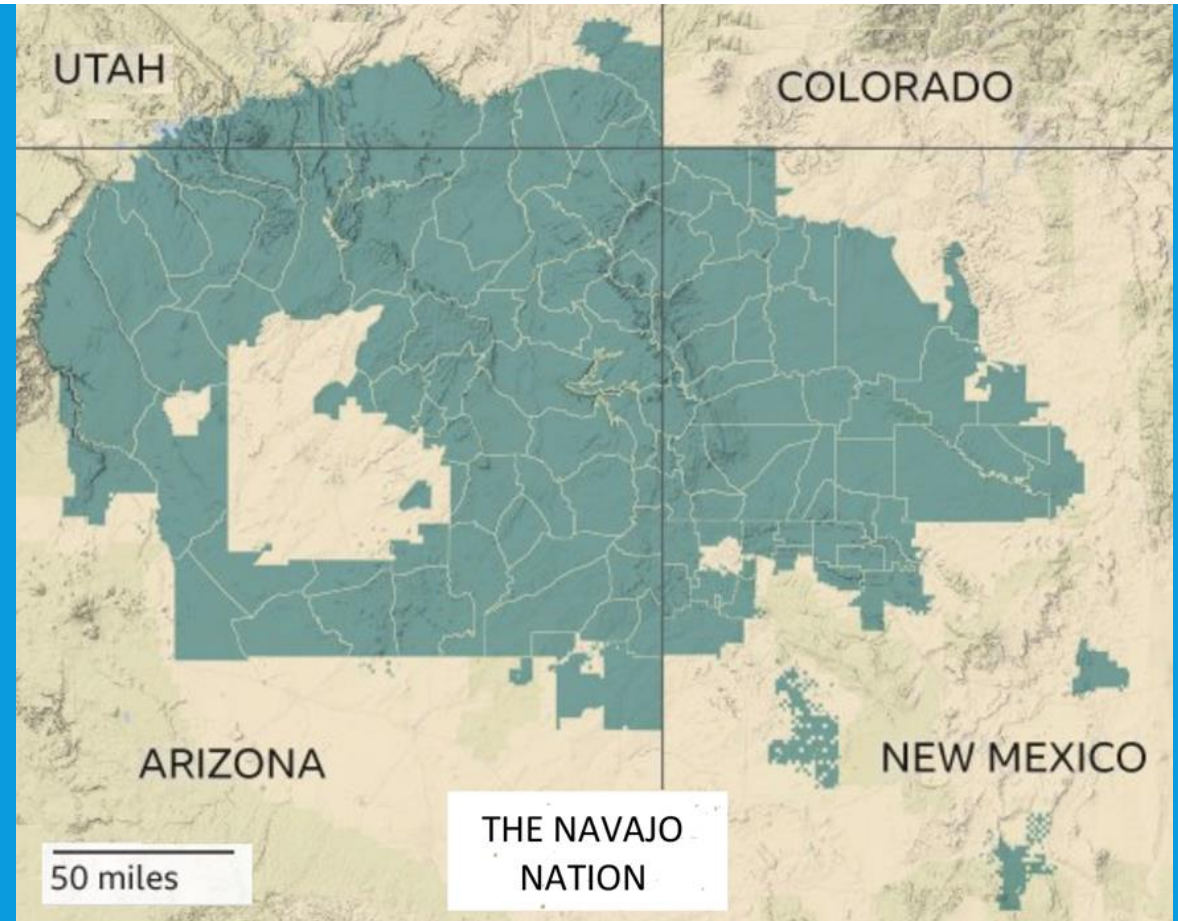 UTAH
COLORADO
ARIZONA
NEW MEXICO
THE NAVAJO
NATION
50 miles